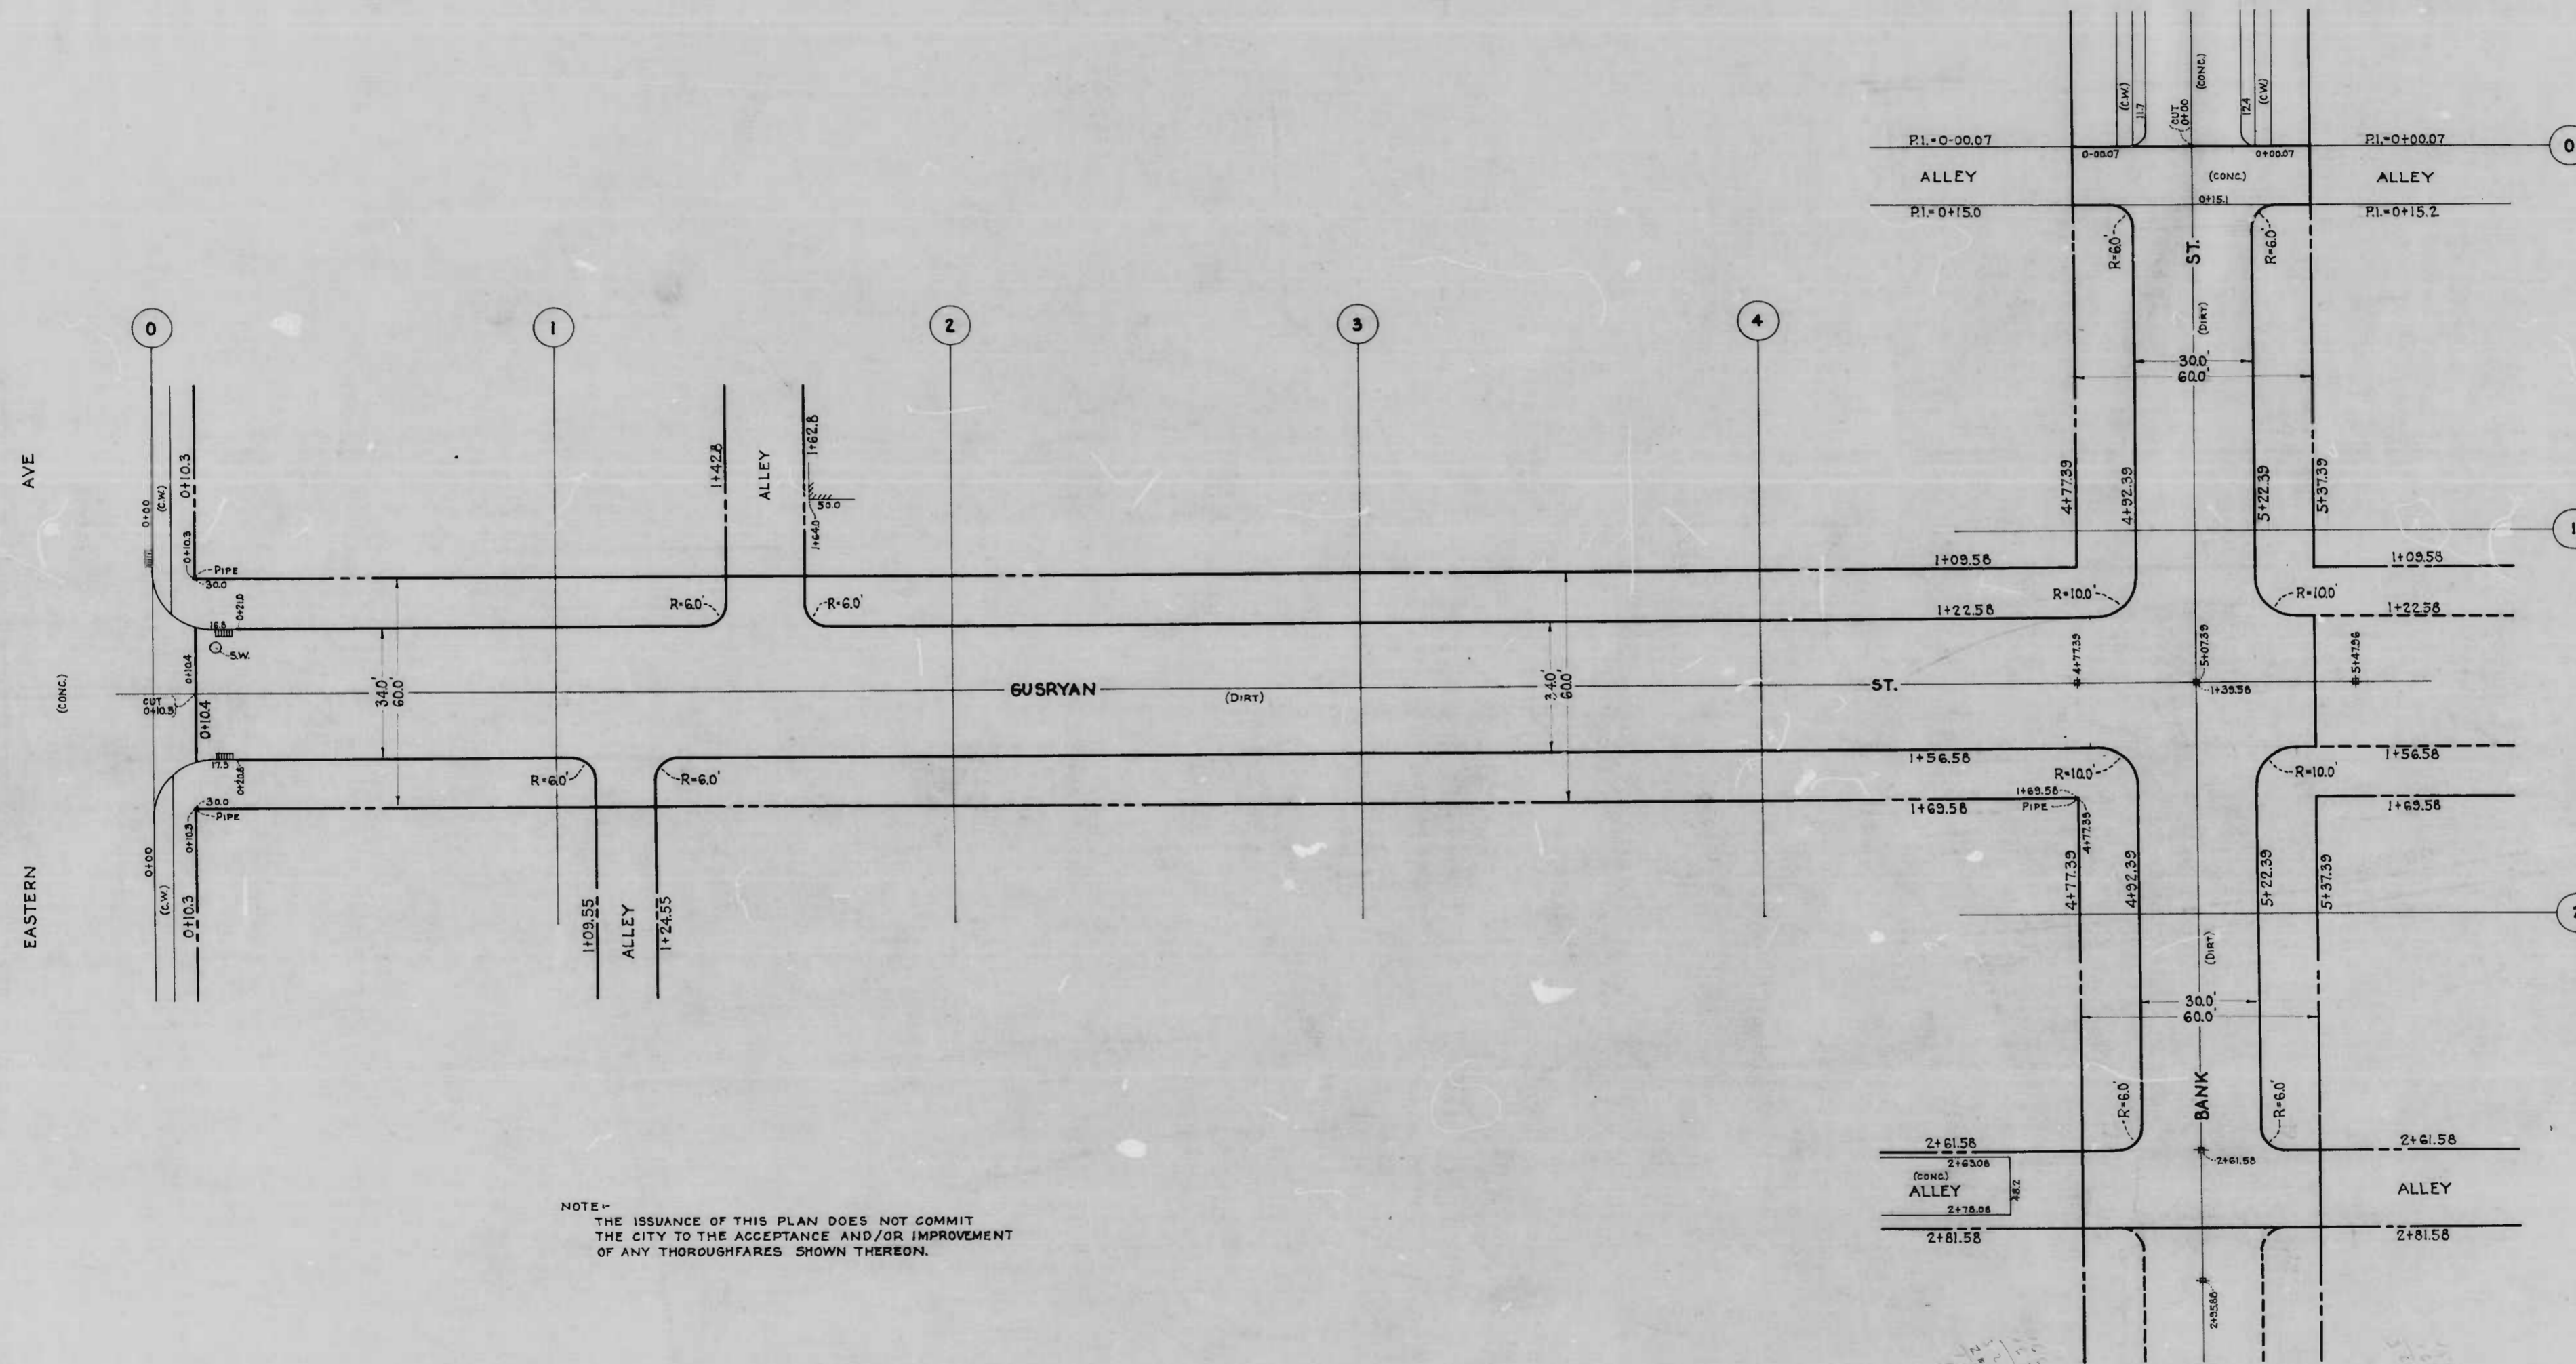 (CONC.)
(C.W.)
11.7
CUT
0+00
12.4
(C.W.)
P.I.=0-00.07
P.I.=0+00.07
0
0-00.07
0+00.07
ALLEY
(CONC.)
ALLEY
0+15.1
P.I.=0+15.0
P.I.=0+15.2
R=6.0'
ST.
R=6.0'
(DIRT)
0
1
2
3
4
30.0'
60.0'
AVE
0+00
(C.W.)
0+10.3
0+10.3
1+42.8
ALLEY
1+62.8
50.0
1+64.0
4+77.39
4+92.39
5+22.39
5+37.39
1
PIPE
30.0
1+09.58
1+09.58
0+21.0
16.8
R=6.0'
R=6.0'
R=10.0'
R=10.0'
1+22.58
1+22.58
S.W.
4+77.39
5+07.39
5+47.96
(CONC.)
0+10.4
CUT
0+10.3
0+10.4
34.0'
60.0'
GUSRYAN
(DIRT)
34.0'
60.0'
ST.
1+39.58
17.5
0+20.8
R=6.0'
R=6.0'
1+56.58
R=10.0'
R=10.0'
1+56.58
30.0
PIPE
1+69.58
PIPE
1+69.58
1+69.58
0+10.3
4+77.39
EASTERN
0+00
(C.W.)
0+10.3
1+09.55
ALLEY
1+24.55
4+77.39
4+92.39
5+22.39
5+37.39
(DIRT)
30.0'
60.0'
BANK
R=6.0'
R=6.0'
2+61.58
2+61.58
2+63.08
2+61.58
(CONC.)
ALLEY
48.2
ALLEY
2+78.08
2+81.58
2+81.58
2+95.88
NOTE:-
THE ISSUANCE OF THIS PLAN DOES NOT COMMIT
THE CITY TO THE ACCEPTANCE AND/OR IMPROVEMENT
OF ANY THOROUGHFARES SHOWN THEREON.